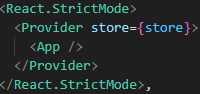 <React.StrictMode>
  <Provider store={store}>
    <App />
  </Provider>
</React.StrictMode>,